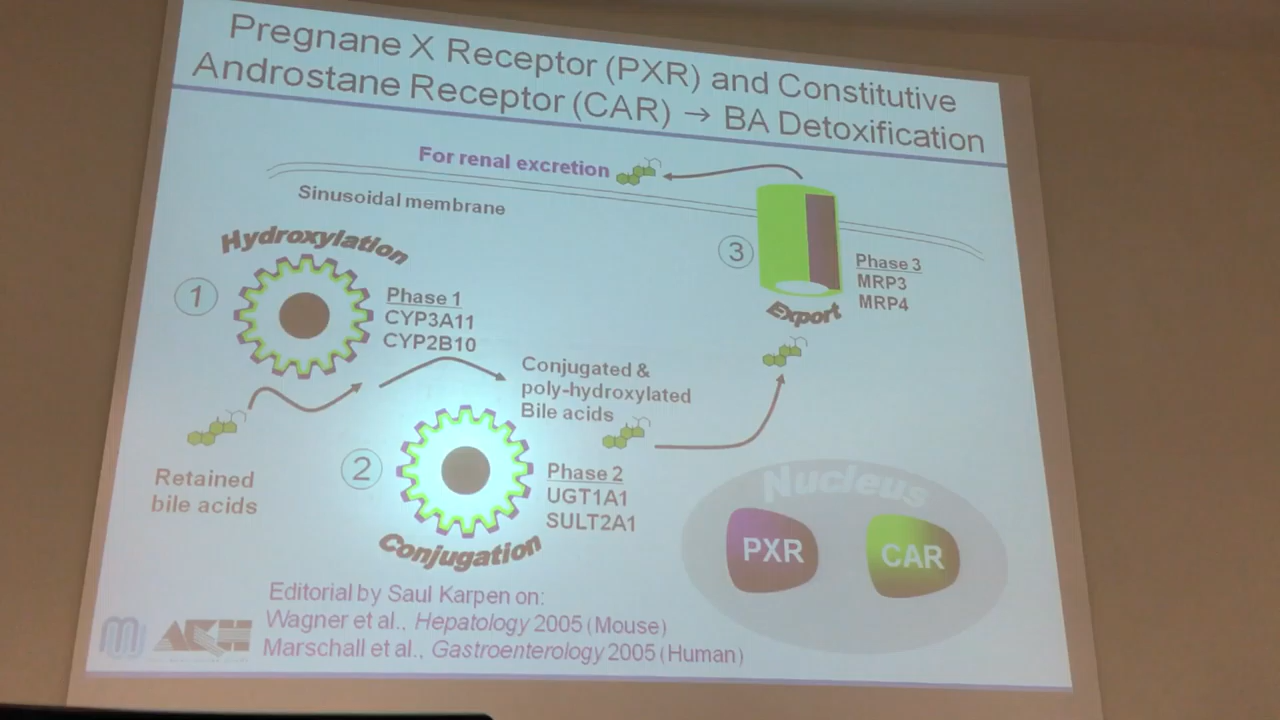 Pregnane X Receptor (PXR) and Constitutive
Androstane Receptor (CAR) → BA Detoxification
For renal excretion
Sinusoidal membrane
Hydroxylation
1
Phase 1
CYP3A11
CYP2B10
3
Phase 3
MRP3
MRP4
Export
Conjugated &
poly-hydroxylated
Bile acids
Retained
bile acids
2
Phase 2
UGT1A1
SULT2A1
Conjugation
Nucleus
PXR
CAR
Editorial by Saul Karpen on:
Wagner et al., Hepatology 2005 (Mouse)
Marschall et al., Gastroenterology 2005 (Human)